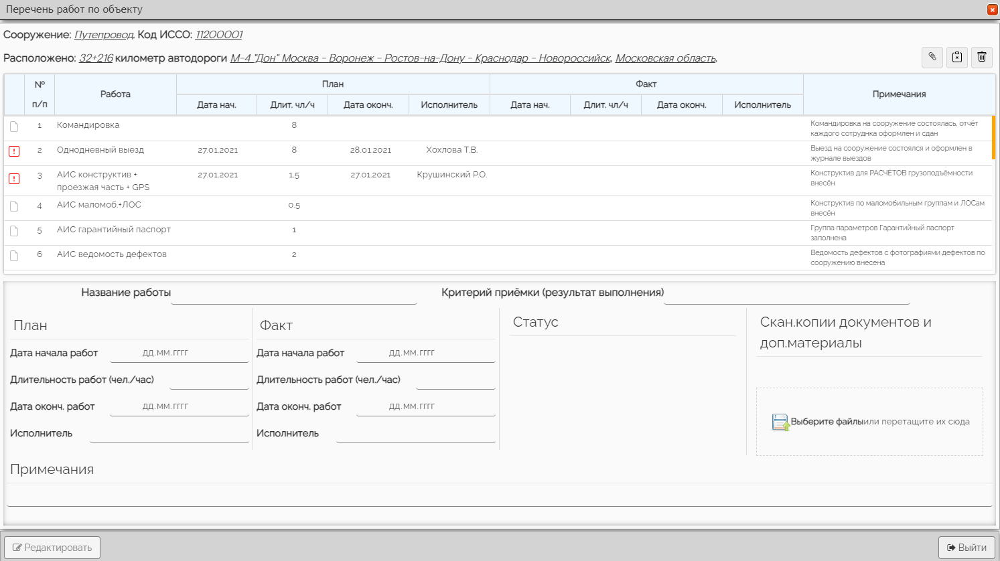 Перечень работ по объекту
Сооружение: Путепровод. Код ИССО: 11200001
Расположено: 32+216 километр автодороги М-4 "Дон" Москва - Воронеж - Ростов-на-Дону - Краснодар - Новороссийск, Московская область.
№ п/п Работа План Факт Примечания
Дата нач. Длит. чл/ч Дата оконч. Исполнитель Дата нач. Длит. чл/ч Дата оконч. Исполнитель
1 Командировка 8 Командировка на сооружение состоялась, отчёт
каждого сотруднка оформлен и сдан
2 Однодневный выезд 27.01.2021 8 28.01.2021 Хохлова Т.В. Выезд на сооружение состоялся и оформлен в
журнале выездов
3 АИС конструктив + 27.01.2021 1.5 27.01.2021 Крушинский Р.О. Конструктив для РАСЧЁТОВ грузоподъёмности
проезжая часть + GPS внесён
4 АИС маломоб.+ЛОС 0.5 Конструктив по маломобильным группам и ЛОСам
внесён
5 АИС гарантийный паспорт 1 Группа параметров Гарантийный паспорт
заполнена
6 АИС ведомость дефектов 2 Ведомость дефектов с фотографиями дефектов по
сооружению внесена
Название работы Критерий приёмки (результат выполнения)
План Факт Статус Скан.копии документов и
доп.материалы
Дата начала работ ДД.ММ.ГГГГ Дата начала работ ДД.ММ.ГГГГ
Длительность работ (чел./час) Длительность работ (чел./час)
Дата оконч. работ ДД.ММ.ГГГГ Дата оконч. работ ДД.ММ.ГГГГ
Выберите файлыили перетащите их сюда
Исполнитель Исполнитель
Примечания
Редактировать Выйти